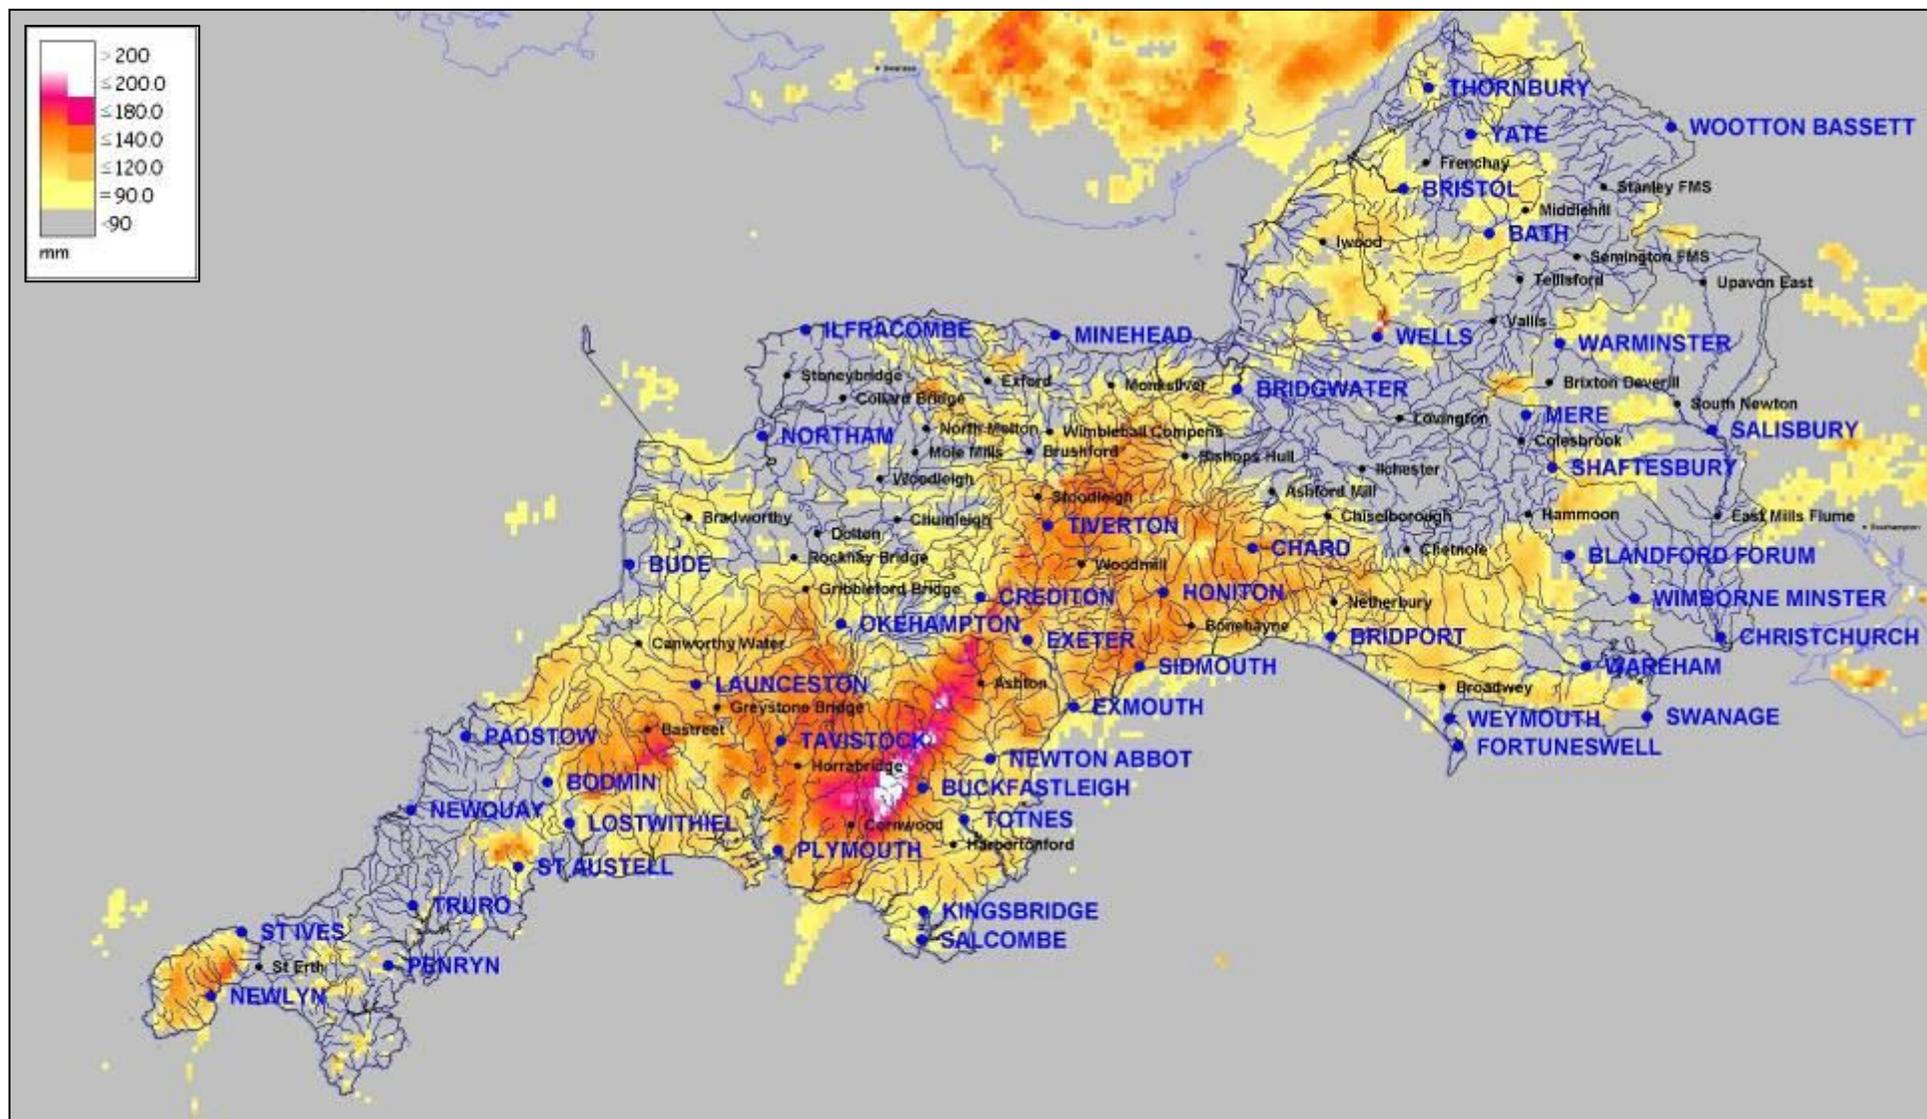 > 200
≤ 200.0
≤ 180.0
≤ 140.0
≤ 120.0
= 90.0
<90
mm
Swansea
THORNBURY
WOOTTON BASSETT
YATE
Frenchay
BRISTOL
Stanley FMS
Middlehill
BATH
Iwood
Semington FMS
Tellisford
Upavon East
Vallis
ILFRACOMBE
MINEHEAD
WELLS
WARMINSTER
Stoneybridge
Exford
Monksilver
BRIDGWATER
Brixton Deverill
Collard Bridge
South Newton
MERE
Lovington
NORTHAM
North Molton
Wimbleball Compens
SALISBURY
Colesbrook
Mole Mills
Brushford
Bishops Hull
Ilchester
SHAFTESBURY
Woodleigh
Stoodleigh
Ashford Mill
Bradworthy
Chumleigh
TIVERTON
Chiselborough
Hammoon
East Mills Flume
Southampton
Dolton
CHARD
Chetnole
BUDE
Rocknay Bridge
Woodmill
BLANDFORD FORUM
Gribbleford Bridge
CREDITON
HONITON
Netherbury
WIMBORNE MINSTER
OKEHAMPTON
EXETER
Bonehayne
BRIDPORT
CHRISTCHURCH
Canworthy Water
SIDMOUTH
WAREHAM
LAUNCESTON
Ashton
Broadwey
Greystone Bridge
EXMOUTH
WEYMOUTH
SWANAGE
Bastreet
PADSTOW
TAVISTOCK
FORTUNESWELL
Horrabridge
NEWTON ABBOT
BODMIN
BUCKFASTLEIGH
NEWQUAY
LOSTWITHIEL
Cornwood
TOTNES
PLYMOUTH
Harbertonford
ST AUSTELL
TRURO
KINGSBRIDGE
ST IVES
SALCOMBE
St Erth
PENRYN
NEWLYN